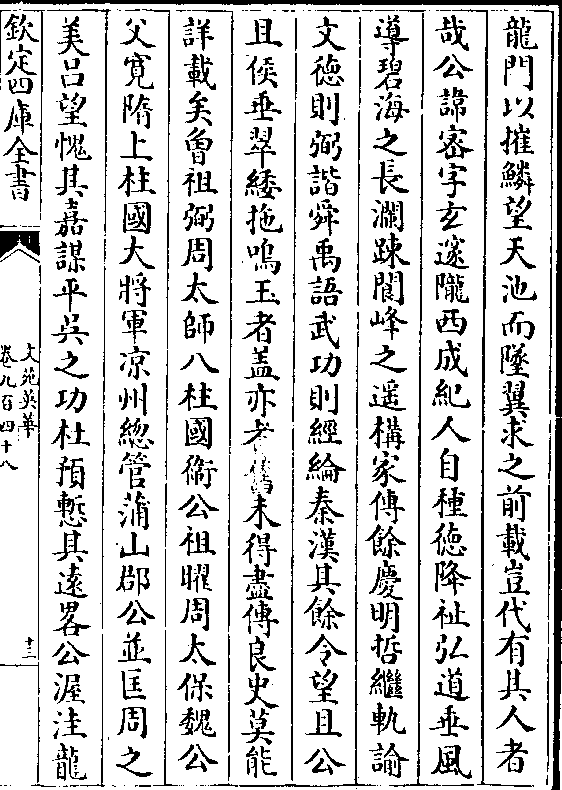 龍門以摧鱗望天池而墜翼求之前載豈代有其人者
哉公諱密字玄邃隴西成紀人自種徳降祉弘道垂風
導碧海之長瀾踈閬峰之遥構家傳餘慶明哲繼軌論
文徳則弼諧舜禹語武功則經綸秦漢其餘令望且公
且侯垂翠緌拖鳴玉者盖亦耆舊未得盡傳良史莫能
詳載矣曾祖弼周太師八柱國衛公祖曜周太保魏公
父寛隋上柱國大將軍凉州總管蒲山郡公並匡周之
美吕望愧其嘉謀平吳之功杜預慙其逺畧公渥洼龍
欽定四庫全書
文苑英華
卷九百四十八
十三